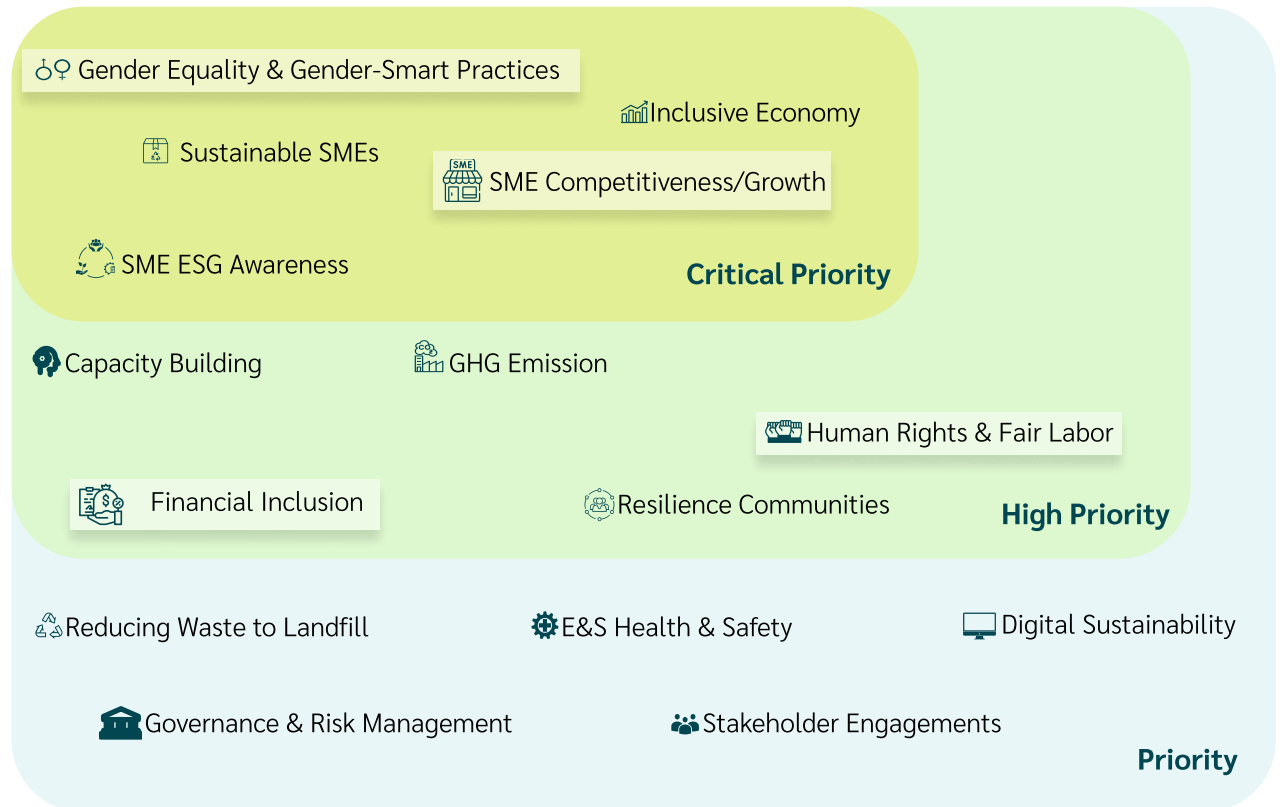 Gender Equality & Gender-Smart Practices
Inclusive Economy
Sustainable SMEs
SME
SME Competitiveness/Growth
SME ESG Awareness
Critical Priority
Capacity Building
CO₂
GHG Emission
Human Rights & Fair Labor
$
%
Financial Inclusion
Resilience Communities
High Priority
Reducing Waste to Landfill
E&S Health & Safety
Digital Sustainability
Governance & Risk Management
Stakeholder Engagements
Priority